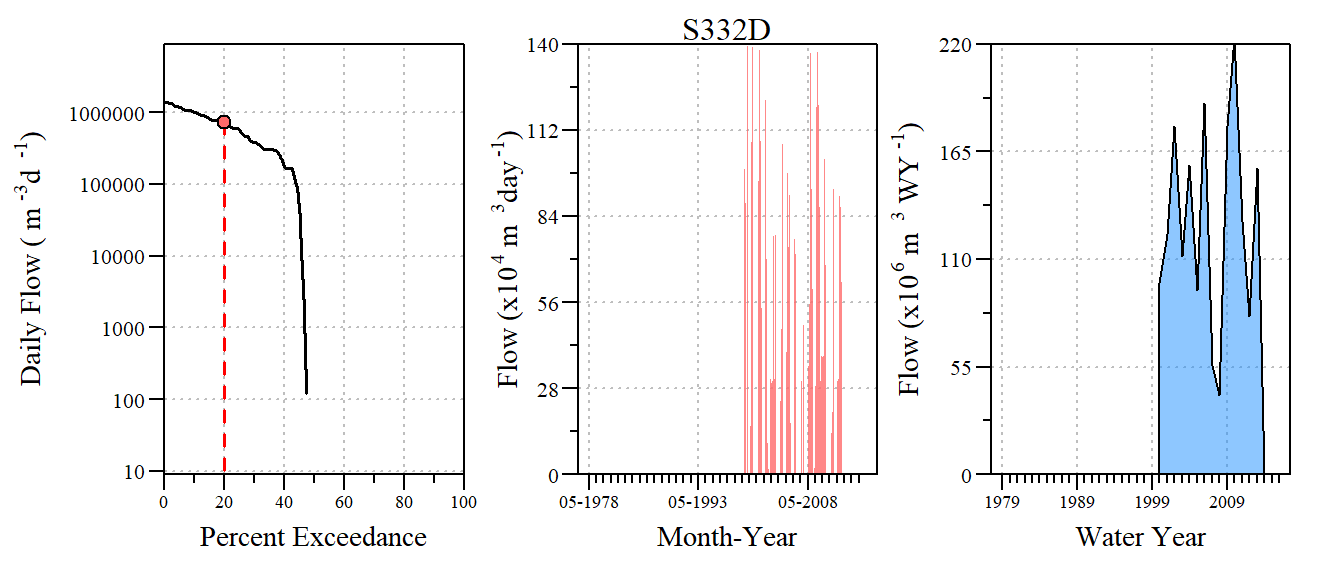 S332D
Daily Flow ( m -3 d -1 )
1000000
100000
10000
1000
100
10
0 20 40 60 80 100
Percent Exceedance
Flow (x10 4 m 3 day -1 )
140
112
84
56
28
0
05-1978 05-1993 05-2008
Month-Year
Flow (x10 6 m 3 WY -1 )
220
165
110
55
0
1979 1989 1999 2009
Water Year